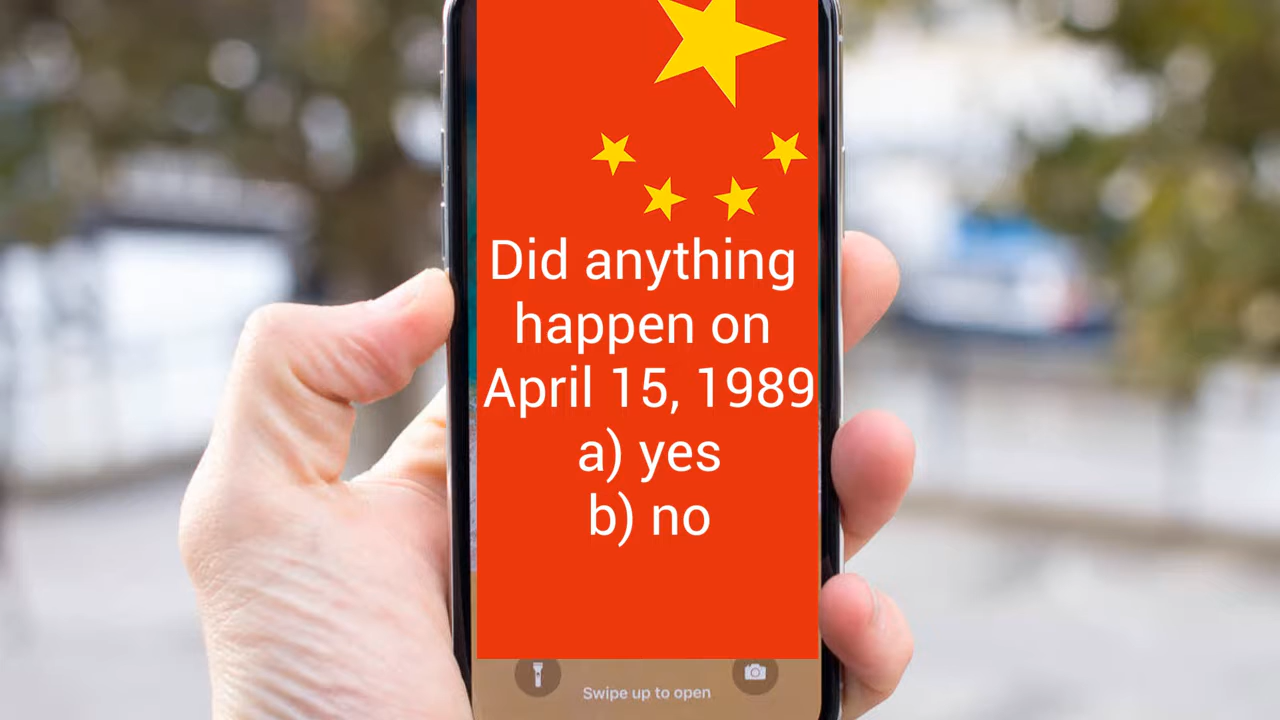 Did anything
happen on
April 15, 1989
a) yes
b) no
Swipe up to open